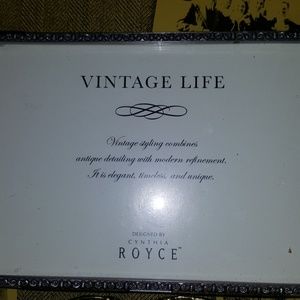 VINTAGE LIFE
Vintage styling combines
antique detailing with modern refinement.
It is elegant, timeless, and unique.
DESIGNED BY
CYNTHIA
ROYCE™